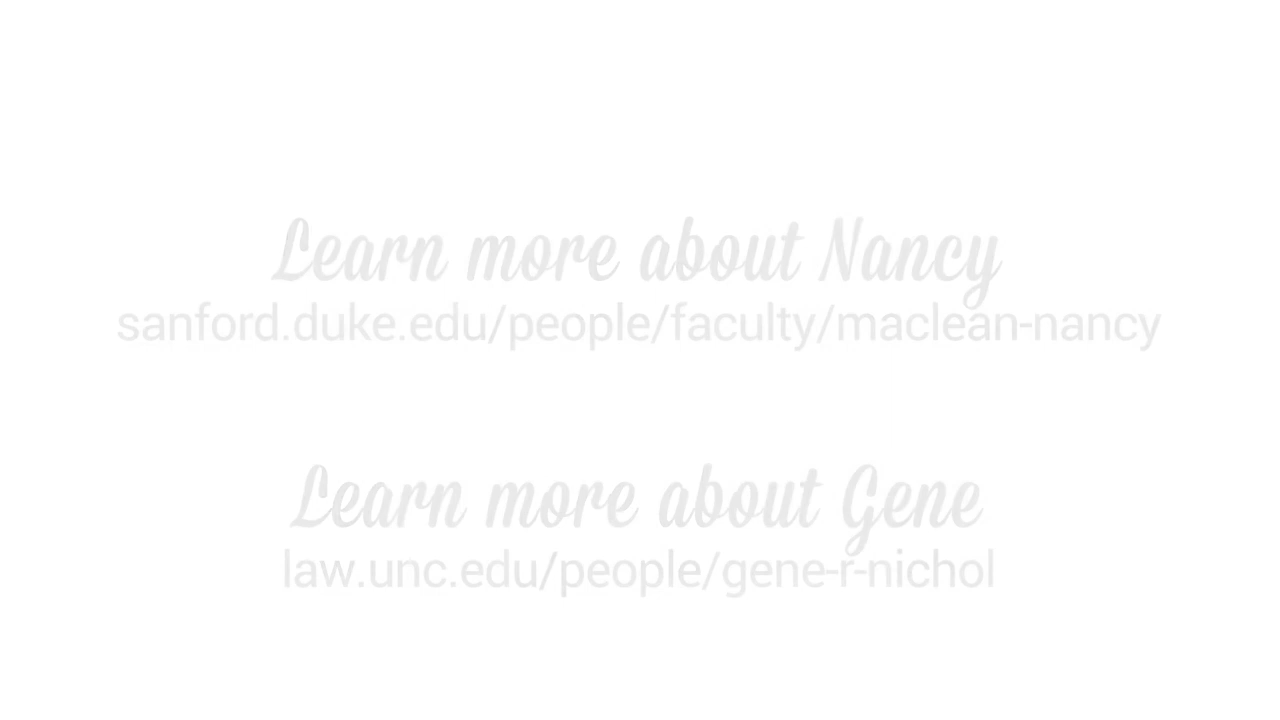 Learn more about Nancy
sanford.duke.edu/people/faculty/maclean-nancy
Learn more about Gene
law.unc.edu/people/gene-r-nichol